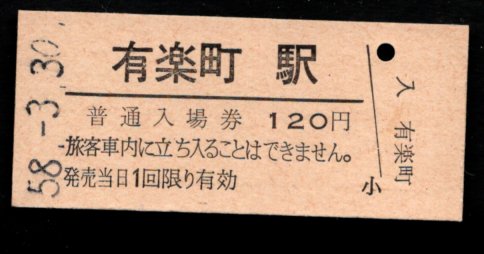 58-3.30.
有楽町 駅
普通入場券 120円
-旅客車内に立ち入ることはできません。
発売当日1回限り有効
小
入 有楽町